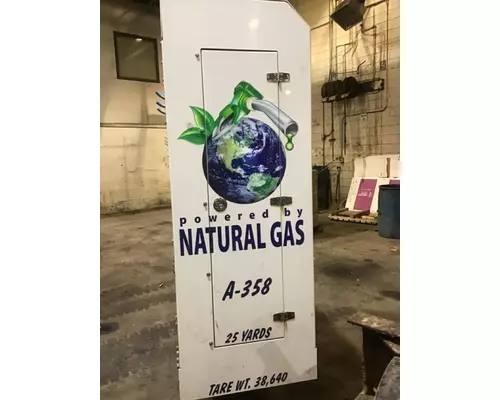 powered by
NATURAL GAS
A-358
25 YARDS
TARE WT. 38,640